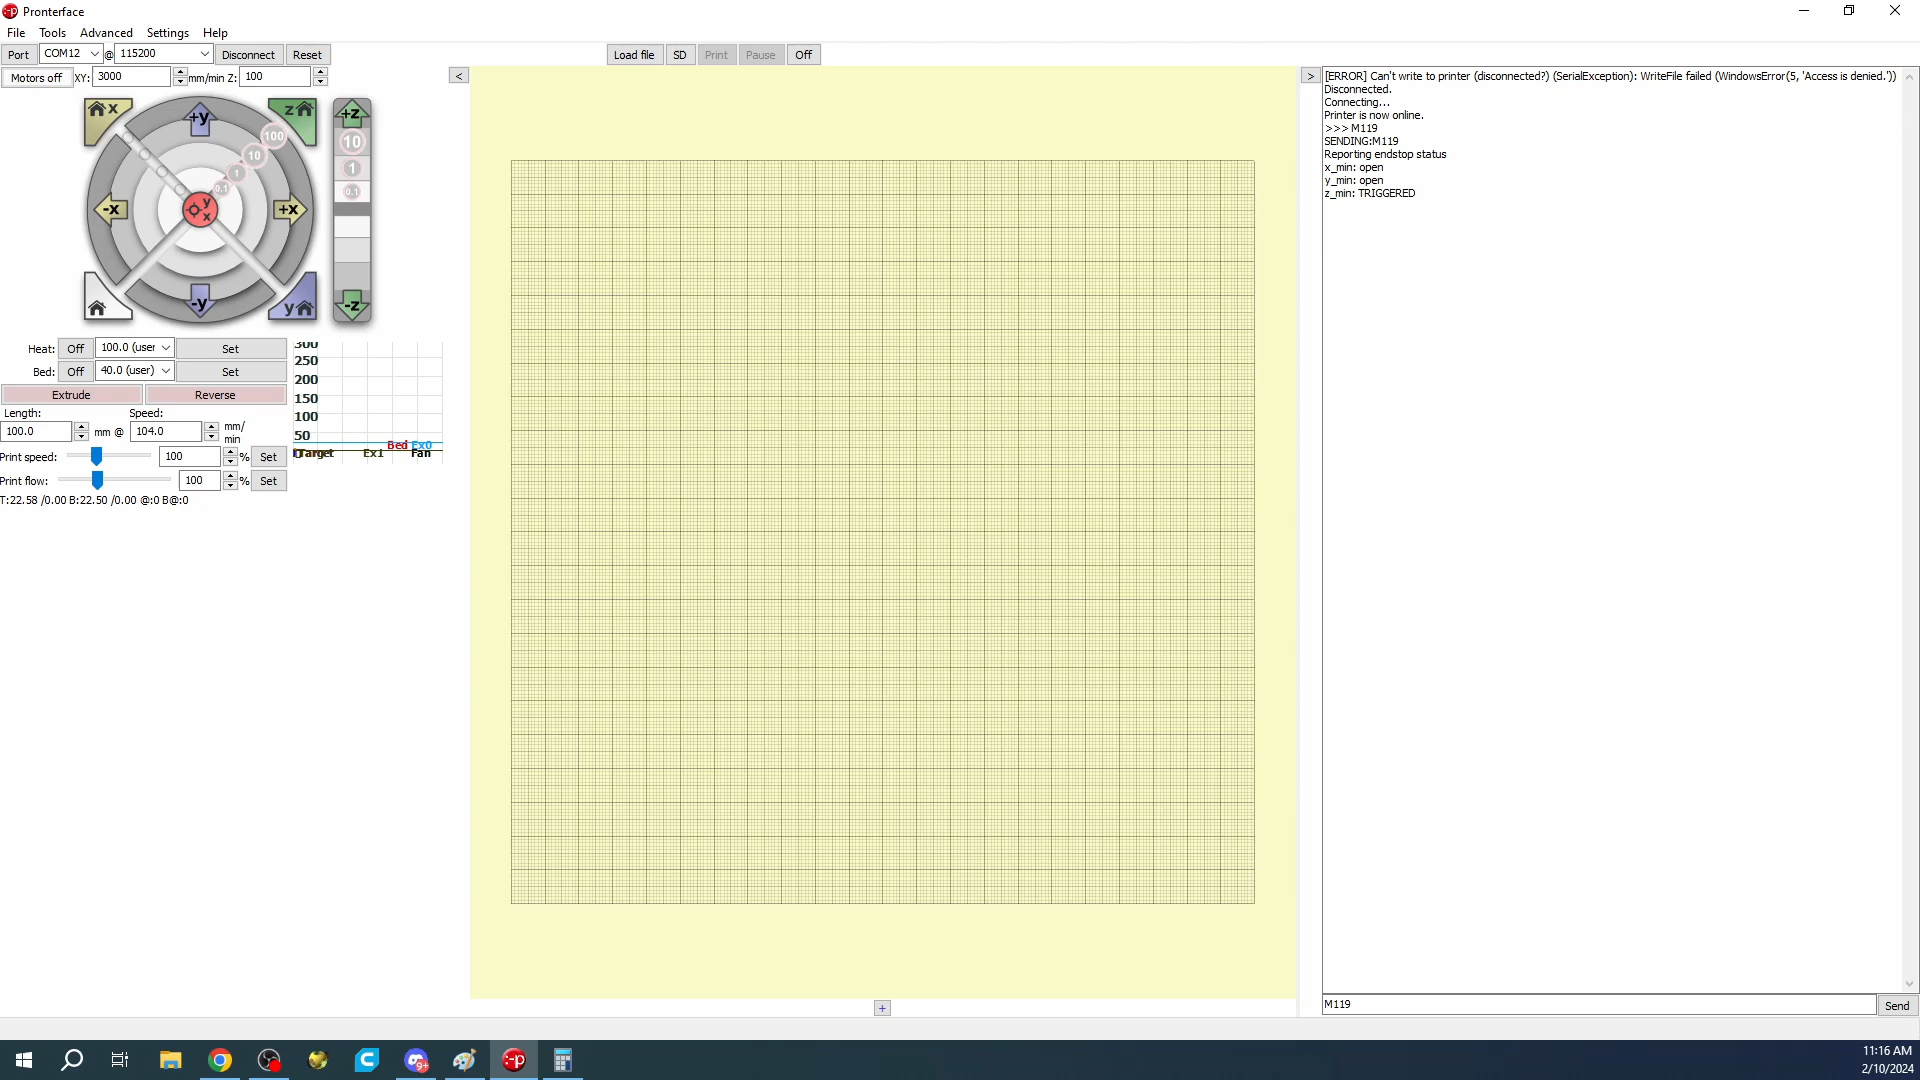 Pronterface
File Tools Advanced Settings Help
Port COM12 @ 115200 Disconnect Reset Load file SD Print Pause Off
Motors off XY: 3000 mm/min Z: 100
x z +y 100 10 1 0.1 -x y x +x -y y
+z 10 1 0.1 -z
Heat: Off 100.0 (user Set
Bed: Off 40.0 (user) Set
Extrude Reverse
Length: Speed:
100.0 mm @ 104.0 mm/
min
Print speed: 100 % Set
Print flow: 100 % Set
T:22.58 /0.00 B:22.50 /0.00 @:0 B@:0
300
250
200
150
100
50
Bed Ex0
Target Ex1 Fan
<
>
+
[ERROR] Can't write to printer (disconnected?) (SerialException): WriteFile failed (WindowsError(5, 'Access is denied.'))
Disconnected.
Connecting...
Printer is now online.
>>> M119
SENDING:M119
Reporting endstop status
x_min: open
y_min: open
z_min: TRIGGERED
M119 Send
9+
:-p
11:16 AM
2/10/2024